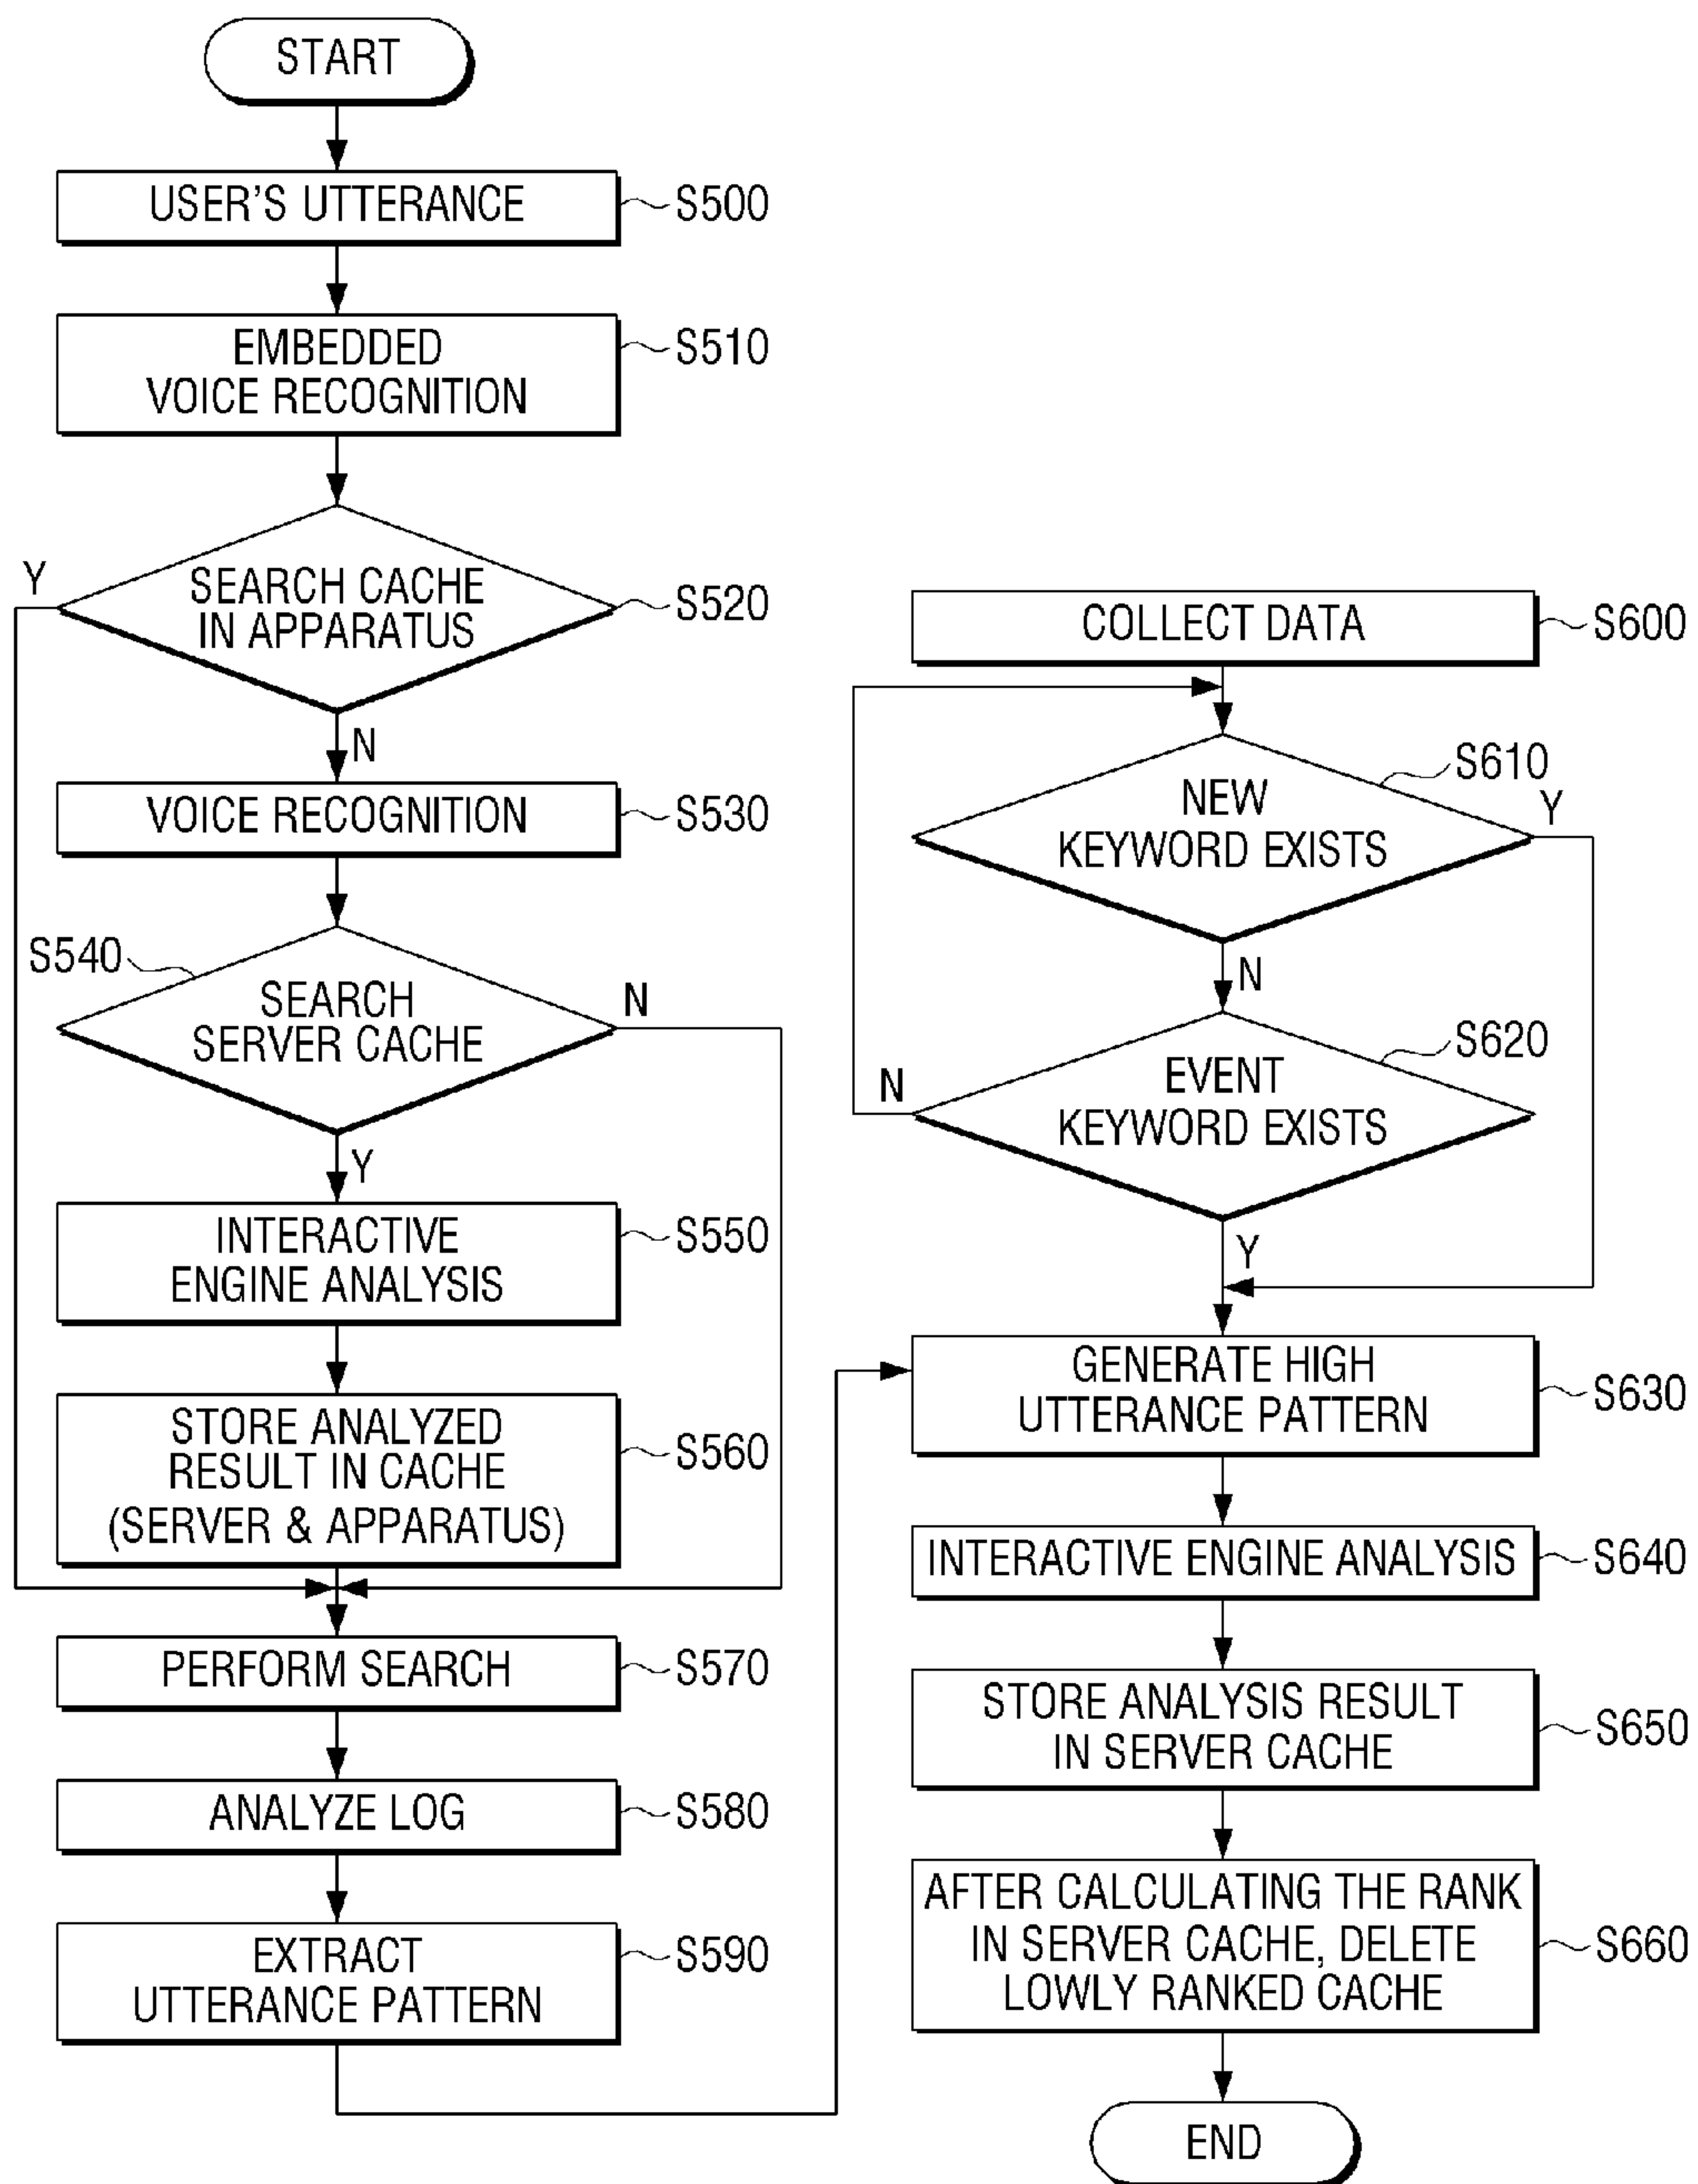 START
USER'S UTTERANCE
S500
EMBEDDED
VOICE RECOGNITION
S510
Y
SEARCH CACHE
IN APPARATUS
S520
N
VOICE RECOGNITION
S530
S540
SEARCH
SERVER CACHE
N
Y
INTERACTIVE
ENGINE ANALYSIS
S550
STORE ANALYZED
RESULT IN CACHE
(SERVER & APPARATUS)
S560
PERFORM SEARCH
S570
ANALYZE LOG
S580
EXTRACT
UTTERANCE PATTERN
S590
COLLECT DATA
S600
NEW
KEYWORD EXISTS
S610
Y
N
EVENT
KEYWORD EXISTS
S620
N
Y
GENERATE HIGH
UTTERANCE PATTERN
S630
INTERACTIVE ENGINE ANALYSIS
S640
STORE ANALYSIS RESULT
IN SERVER CACHE
S650
AFTER CALCULATING THE RANK
IN SERVER CACHE, DELETE
LOWLY RANKED CACHE
S660
END